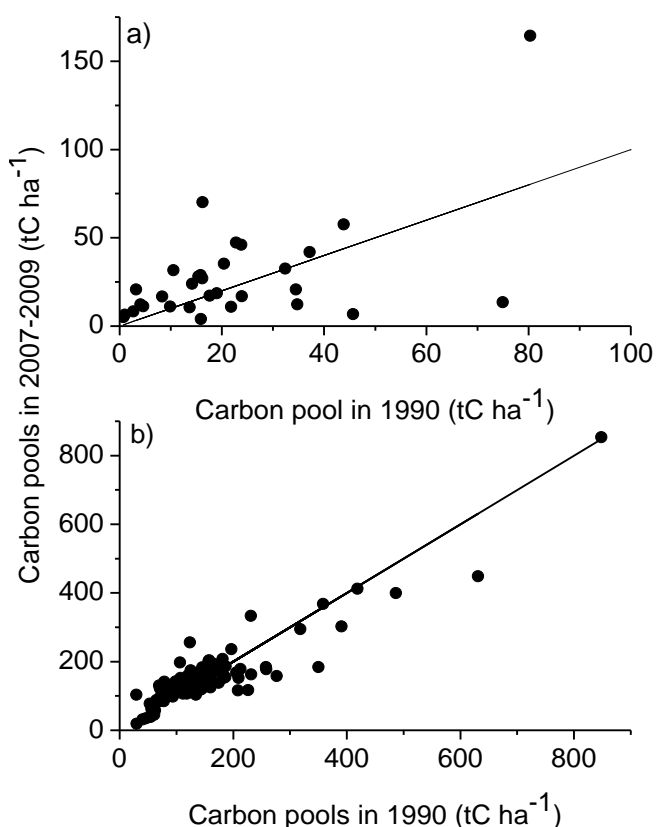 a)
150
100
50
0
0 20 40 60 80 100
Carbon pool in 1990 (tC ha⁻¹)
Carbon pools in 2007-2009 (tC ha⁻¹)
b)
800
600
400
200
0
0 200 400 600 800
Carbon pools in 1990 (tC ha⁻¹)